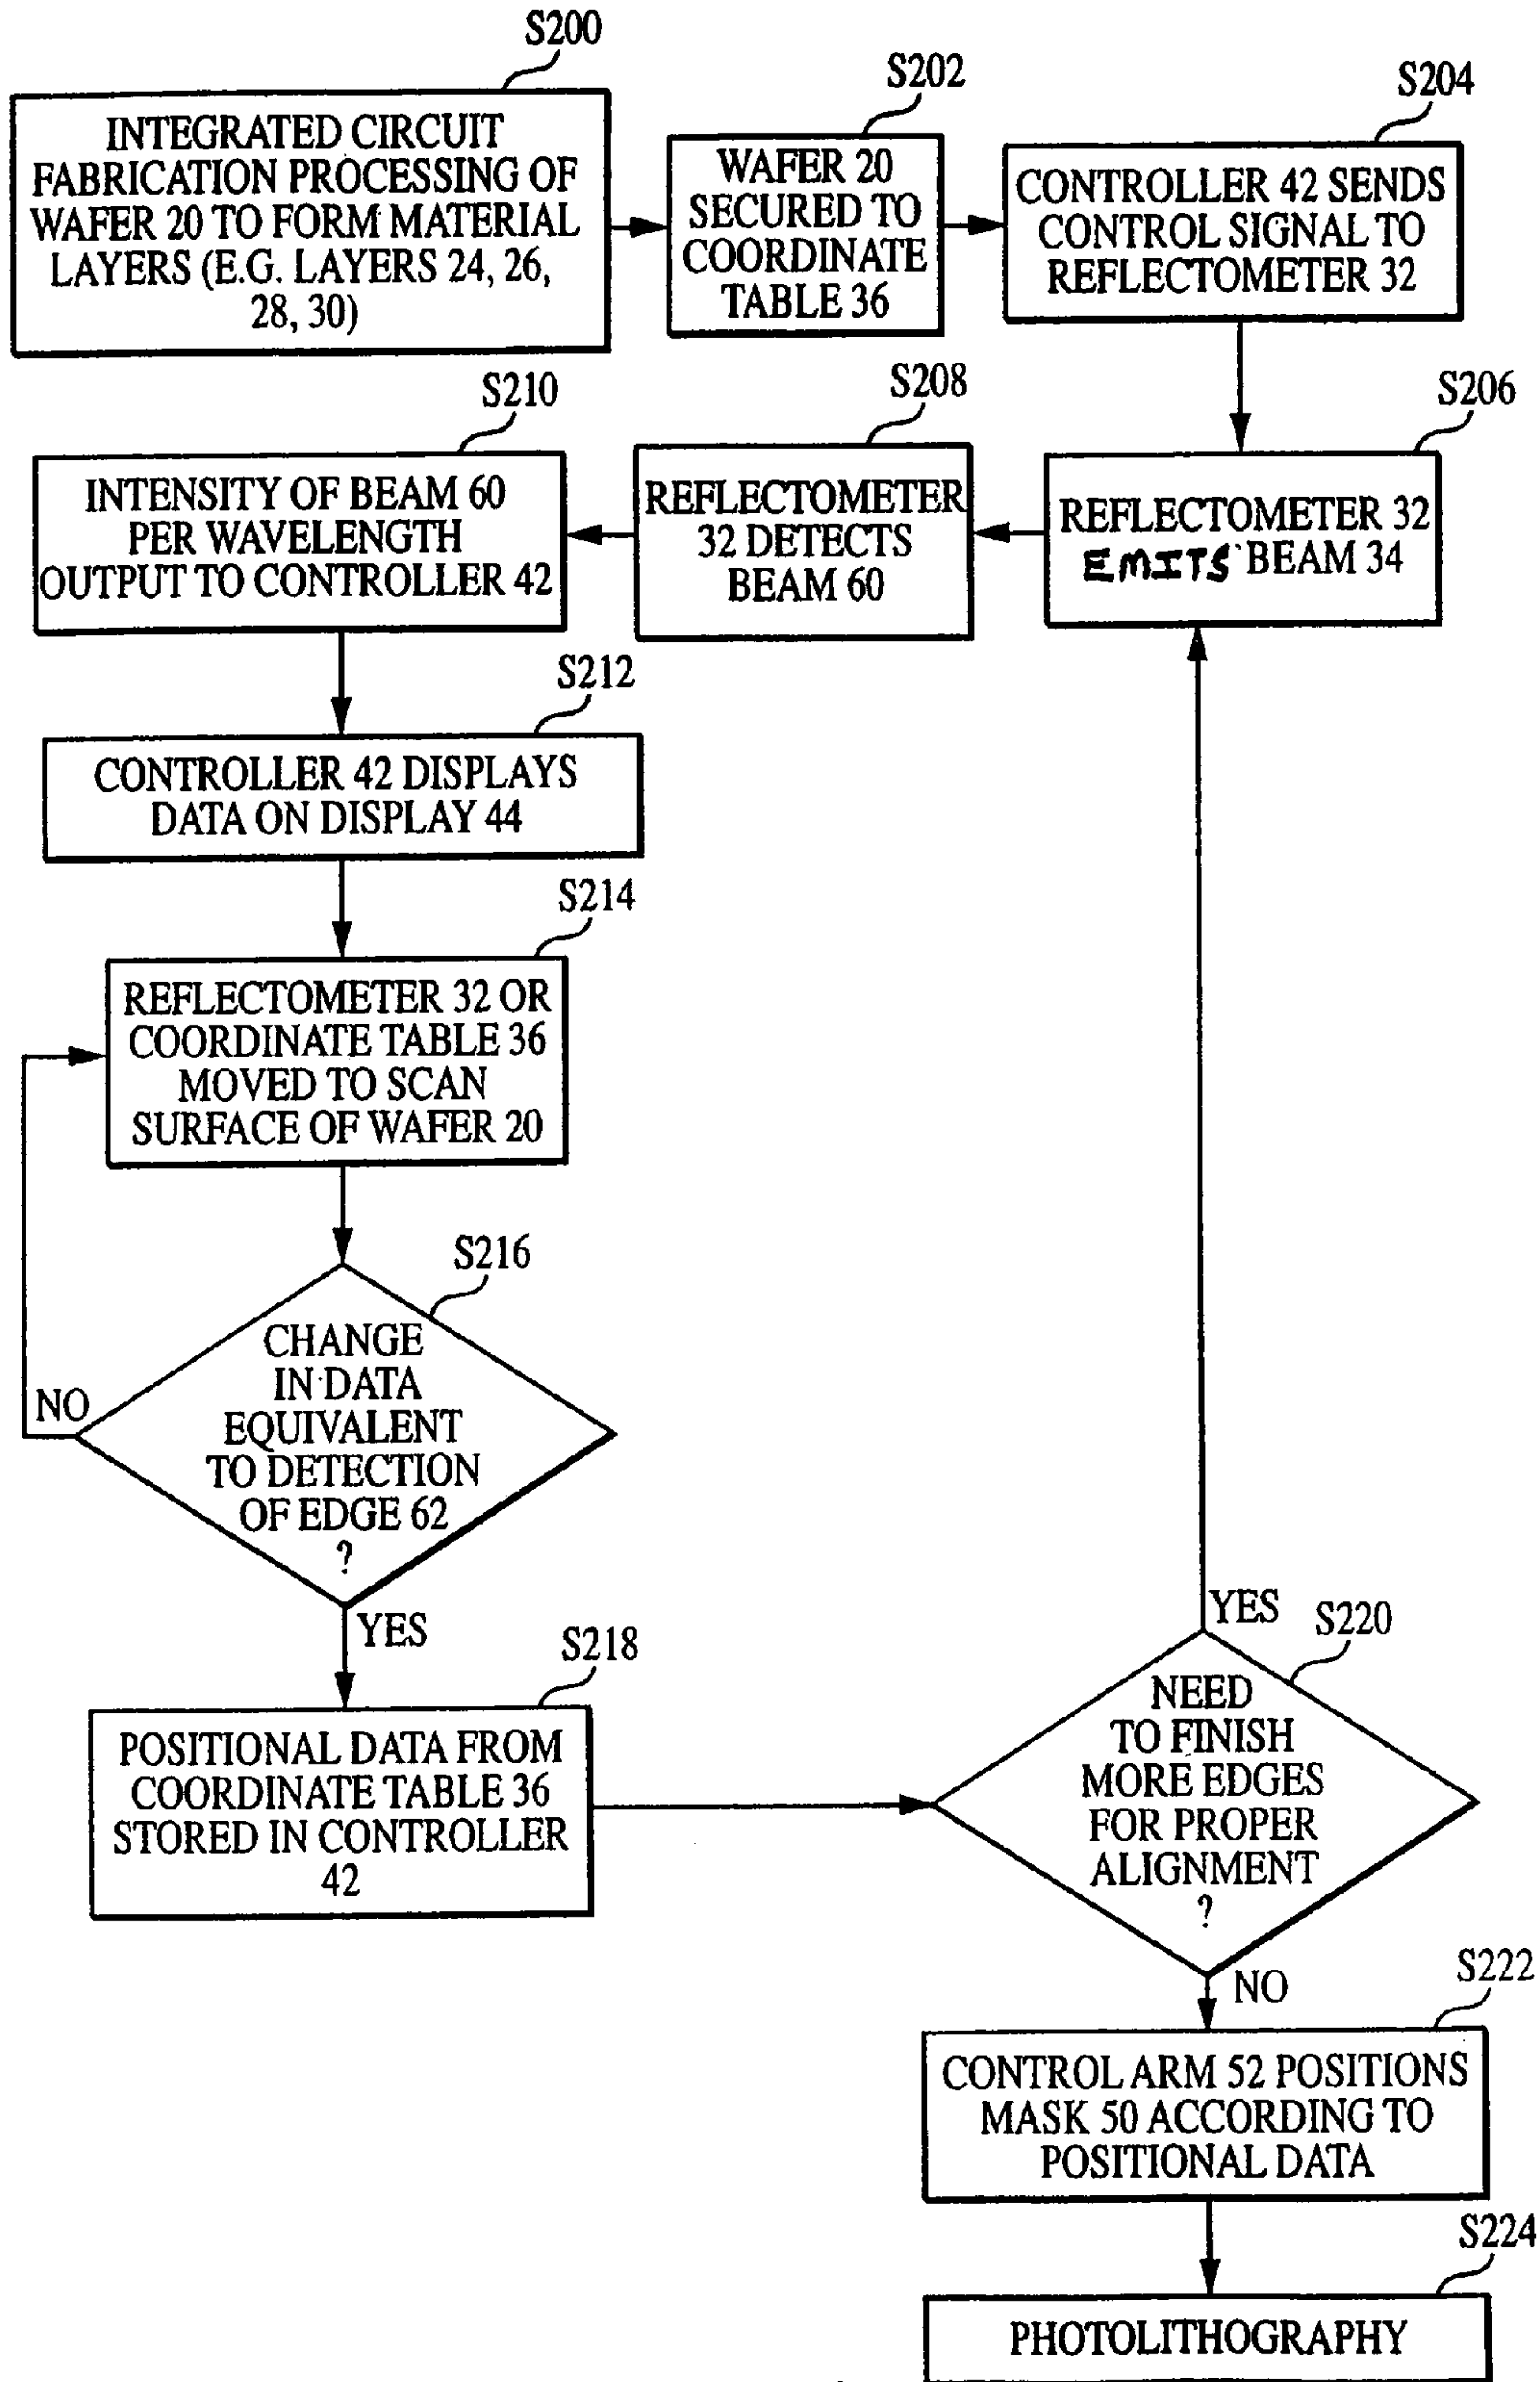 S200
INTEGRATED CIRCUIT
FABRICATION PROCESSING OF
WAFER 20 TO FORM MATERIAL
LAYERS (E.G. LAYERS 24, 26,
28, 30)
S202
WAFER 20
SECURED TO
COORDINATE
TABLE 36
S204
CONTROLLER 42 SENDS
CONTROL SIGNAL TO
REFLECTOMETER 32
S206
REFLECTOMETER 32
EMITS BEAM 34
S208
REFLECTOMETER
32 DETECTS
BEAM 60
S210
INTENSITY OF BEAM 60
PER WAVELENGTH
OUTPUT TO CONTROLLER 42
S212
CONTROLLER 42 DISPLAYS
DATA ON DISPLAY 44
S214
REFLECTOMETER 32 OR
COORDINATE TABLE 36
MOVED TO SCAN
SURFACE OF WAFER 20
S216
CHANGE
IN DATA
EQUIVALENT
TO DETECTION
OF EDGE 62
?
NO
YES
S218
POSITIONAL DATA FROM
COORDINATE TABLE 36
STORED IN CONTROLLER
42
S220
NEED
TO FINISH
MORE EDGES
FOR PROPER
ALIGNMENT
?
YES
NO
S222
CONTROL ARM 52 POSITIONS
MASK 50 ACCORDING TO
POSITIONAL DATA
S224
PHOTOLITHOGRAPHY